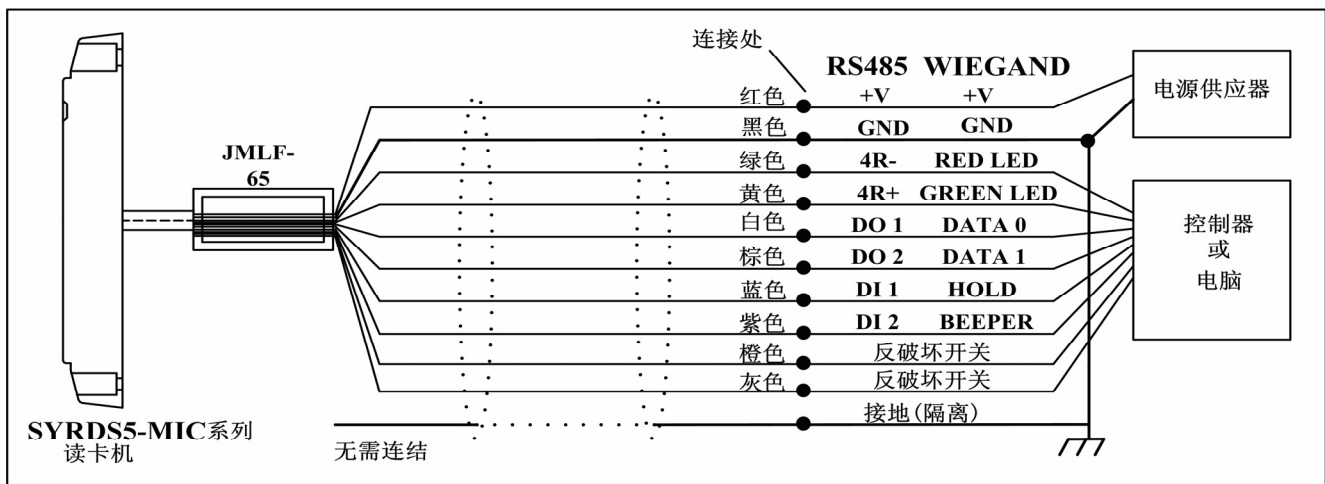 连接处
RS485 WIEGAND
电源供应器
红色 +V +V
黑色 GND GND
JMLF-
65
绿色 4R- RED LED
黄色 4R+ GREEN LED
白色 DO 1 DATA 0
控制器
或
电脑
棕色 DO 2 DATA 1
蓝色 DI 1 HOLD
紫色 DI 2 BEEPER
橙色 反破坏开关
灰色 反破坏开关
接地(隔离)
SYRDS5-MIC系列
读卡机
无需连结